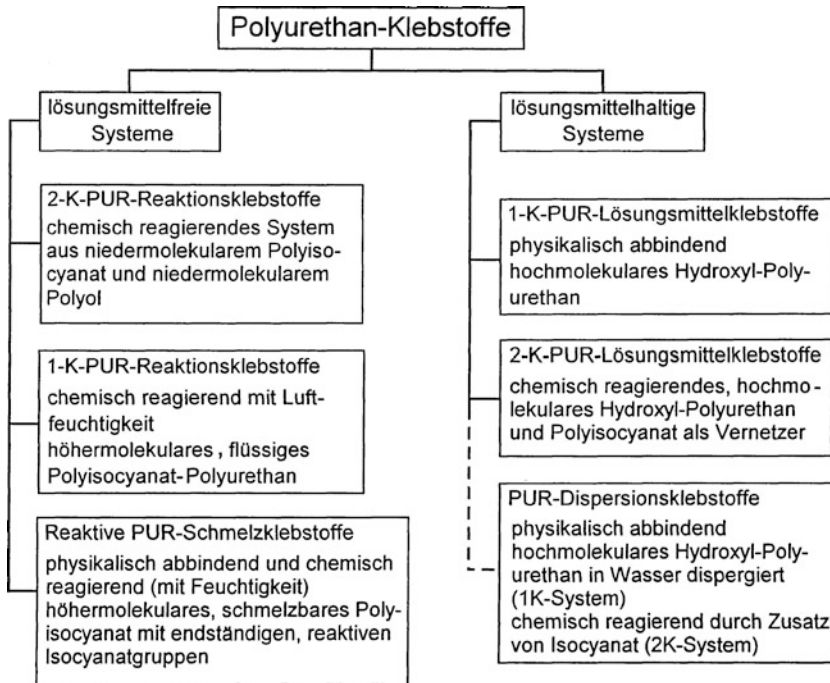 Polyurethan-Klebstoffe
lösungsmittelfreie
Systeme
2-K-PUR-Reaktionsklebstoffe
chemisch reagierendes System
aus niedermolekularem Polyiso-
cyanat und niedermolekularem
Polyol
1-K-PUR-Reaktionsklebstoffe
chemisch reagierend mit Luft-
feuchtigkeit
höhermolekulares, flüssiges
Polyisocyanat-Polyurethan
Reaktive PUR-Schmelzklebstoffe
physikalisch abbindend und chemisch
reagierend (mit Feuchtigkeit)
höhermolekulares, schmelzbares Poly-
isocyanat mit endständigen, reaktiven
Isocyanatgruppen
lösungsmittelhaltige
Systeme
1-K-PUR-Lösungsmittelklebstoffe
physikalisch abbindend
hochmolekulares Hydroxyl-Poly-
urethan
2-K-PUR-Lösungsmittelklebstoffe
chemisch reagierendes, hochmo-
lekulares Hydroxyl-Polyurethan
und Polyisocyanat als Vernetzer
PUR-Dispersionsklebstoffe
physikalisch abbindend
hochmolekulares Hydroxyl-Poly-
urethan in Wasser dispergiert
(1K-System)
chemisch reagierend durch Zusatz
von Isocyanat (2K-System)